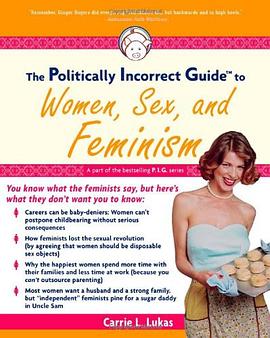 "Remember, Ginger Rogers did everything
but backwards and in high heels."
The Politically Incorrect Guide™ to
Women, Sex, and
Feminism
A part of the bestselling P.I.G. series
You know what the feminists say, but here's
what they don't want you to know:
Careers can be baby-deniers: Women can't
postpone childbearing without serious
consequences
How feminists lost the sexual revolution
(by agreeing that women should be disposable
sex objects)
Why the happiest women spend more time with
their families and less time at work (because you
can't outsource parenting)
Most women want a husband and a strong family,
but "independent" feminists pine for a sugar daddy
in Uncle Sam
Carrie L. Lukas